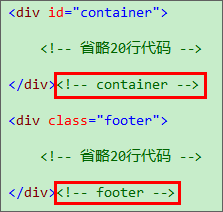 <div id="container">
<!-- 省略20行代码 -->
</div><!-- container -->
<div class="footer">
<!-- 省略20行代码 -->
</div><!-- footer -->